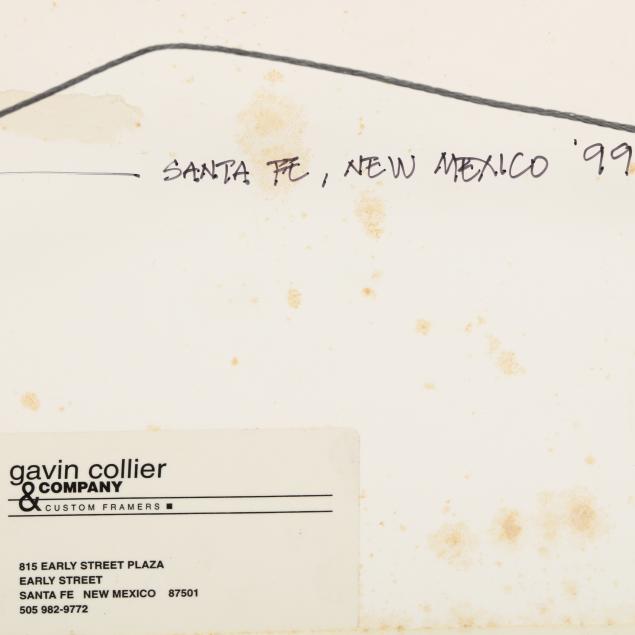 SANTA FE, NEW MEXICO '99
gavin collier
& COMPANY
CUSTOM FRAMERS
815 EARLY STREET PLAZA
EARLY STREET
SANTA FE NEW MEXICO 87501
505 982-9772